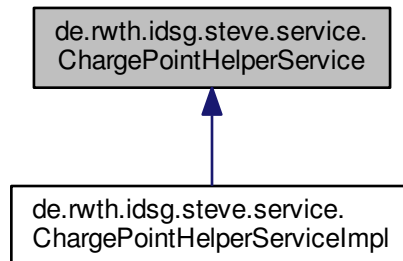 de.rwth.idsg.steve.service.
ChargePointHelperService
de.rwth.idsg.steve.service.
ChargePointHelperServiceImpl